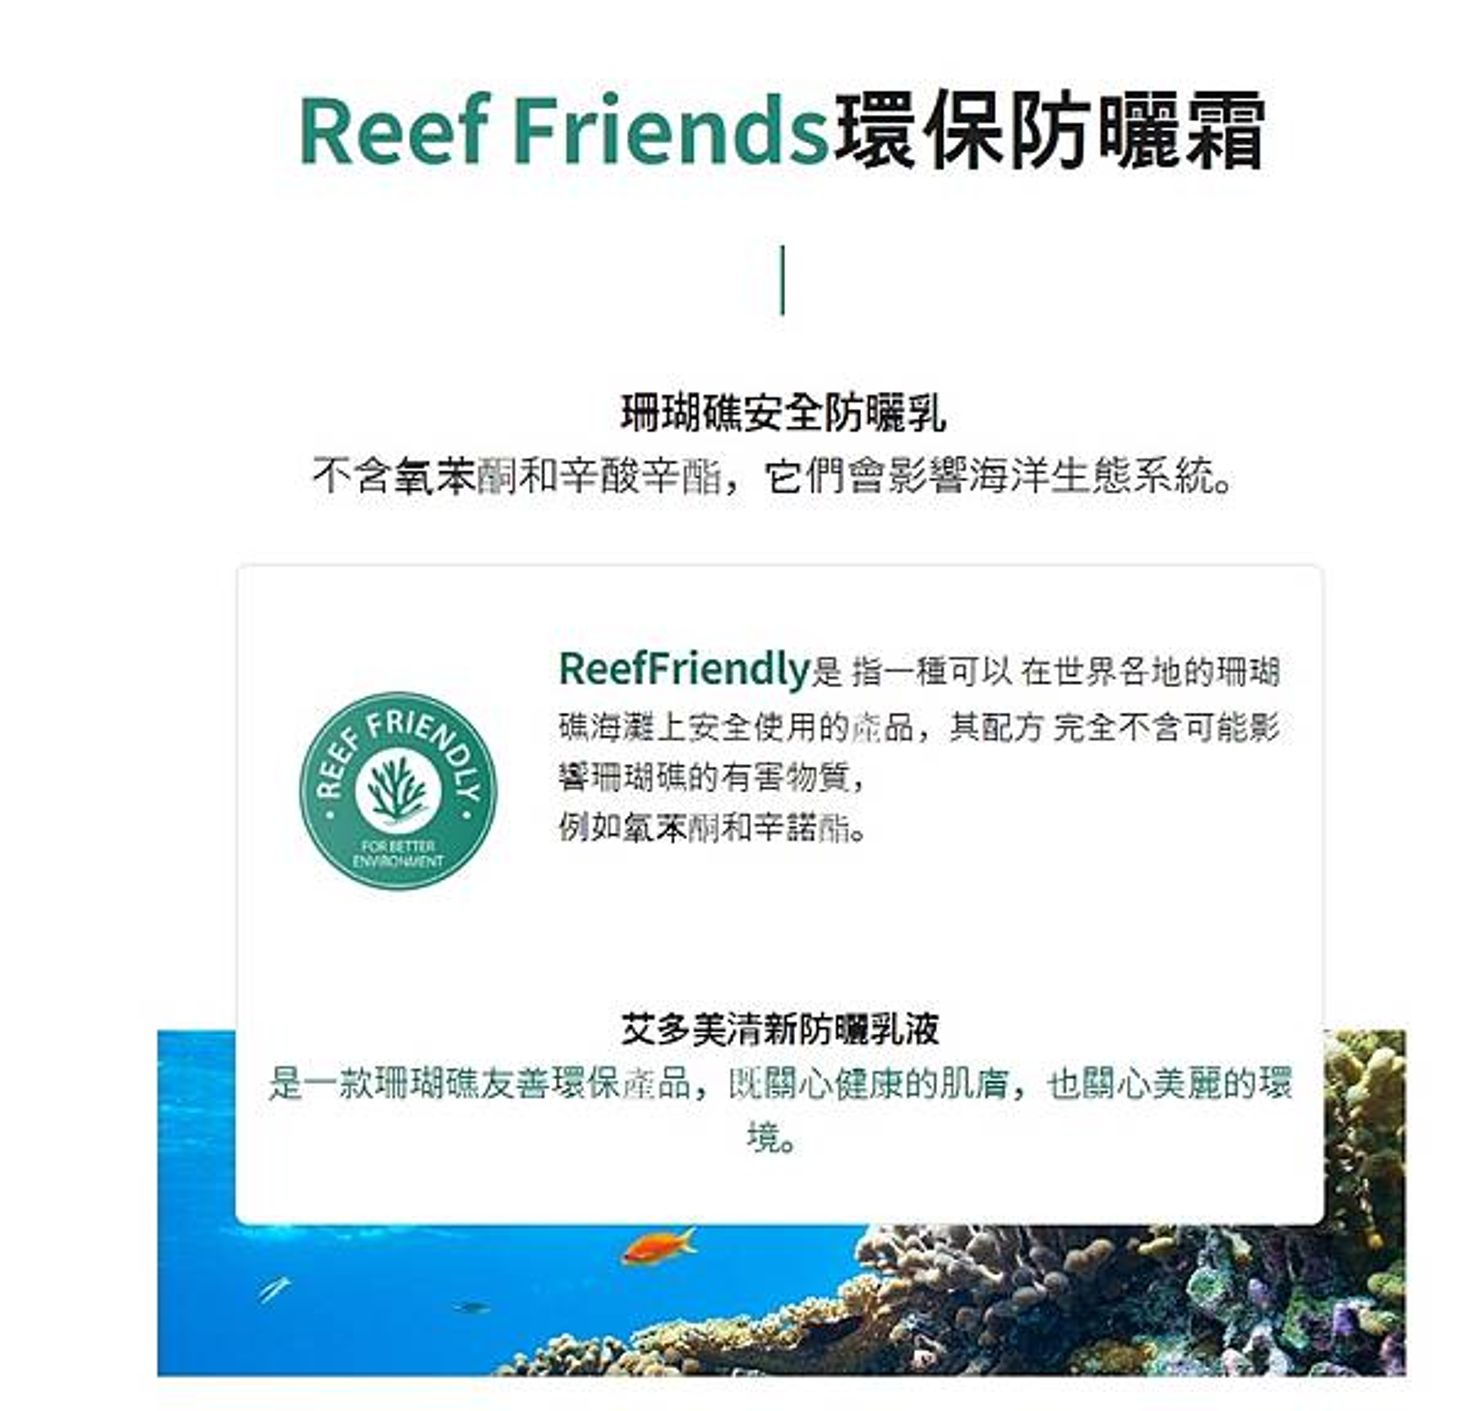 Reef Friends環保防曬霜
珊瑚礁安全防曬乳
不含氧苯酮和辛酸辛酯，它們會影響海洋生態系統。
ReefFriendly是 指一種可以 在世界各地的珊瑚
礁海灘上安全使用的產品，其配方 完全不含可能影
響珊瑚礁的有害物質，
例如氧苯酮和辛諾酯。
REEF FRIENDLY
FOR BETTER
ENVIRONMENT
艾多美清新防曬乳液
是一款珊瑚礁友善環保產品，既關心健康的肌膚，也關心美麗的環
境。